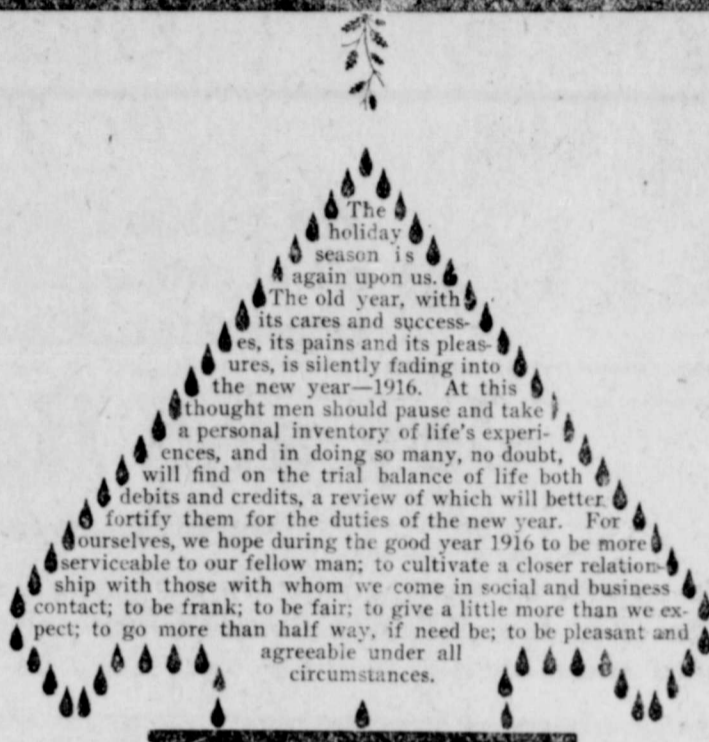 The
holiday
season is
again upon us.
The old year, with
its cares and success-
es, its pains and its pleas-
ures, is silently fading into
the new year—1916. At this
thought men should pause and take
a personal inventory of life's experi-
ences, and in doing so many, no doubt,
will find on the trial balance of life both
debits and credits, a review of which will better
fortify them for the duties of the new year. For
ourselves, we hope during the good year 1916 to be more
serviceable to our fellow man; to cultivate a closer relation-
ship with those with whom we come in social and business
contact; to be frank; to be fair; to give a little more than we ex-
pect; to go more than half way, if need be; to be pleasant and
agreeable under all
circumstances.